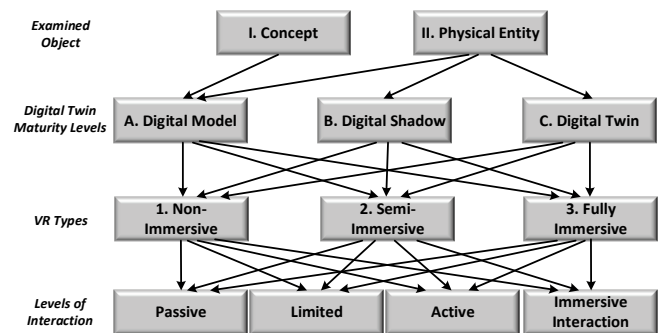 Examined
Object
I. Concept
II. Physical Entity
Digital Twin
Maturity Levels
A. Digital Model
B. Digital Shadow
C. Digital Twin
VR Types
1. Non-
Immersive
2. Semi-
Immersive
3. Fully
Immersive
Levels of
Interaction
Passive
Limited
Active
Immersive
Interaction